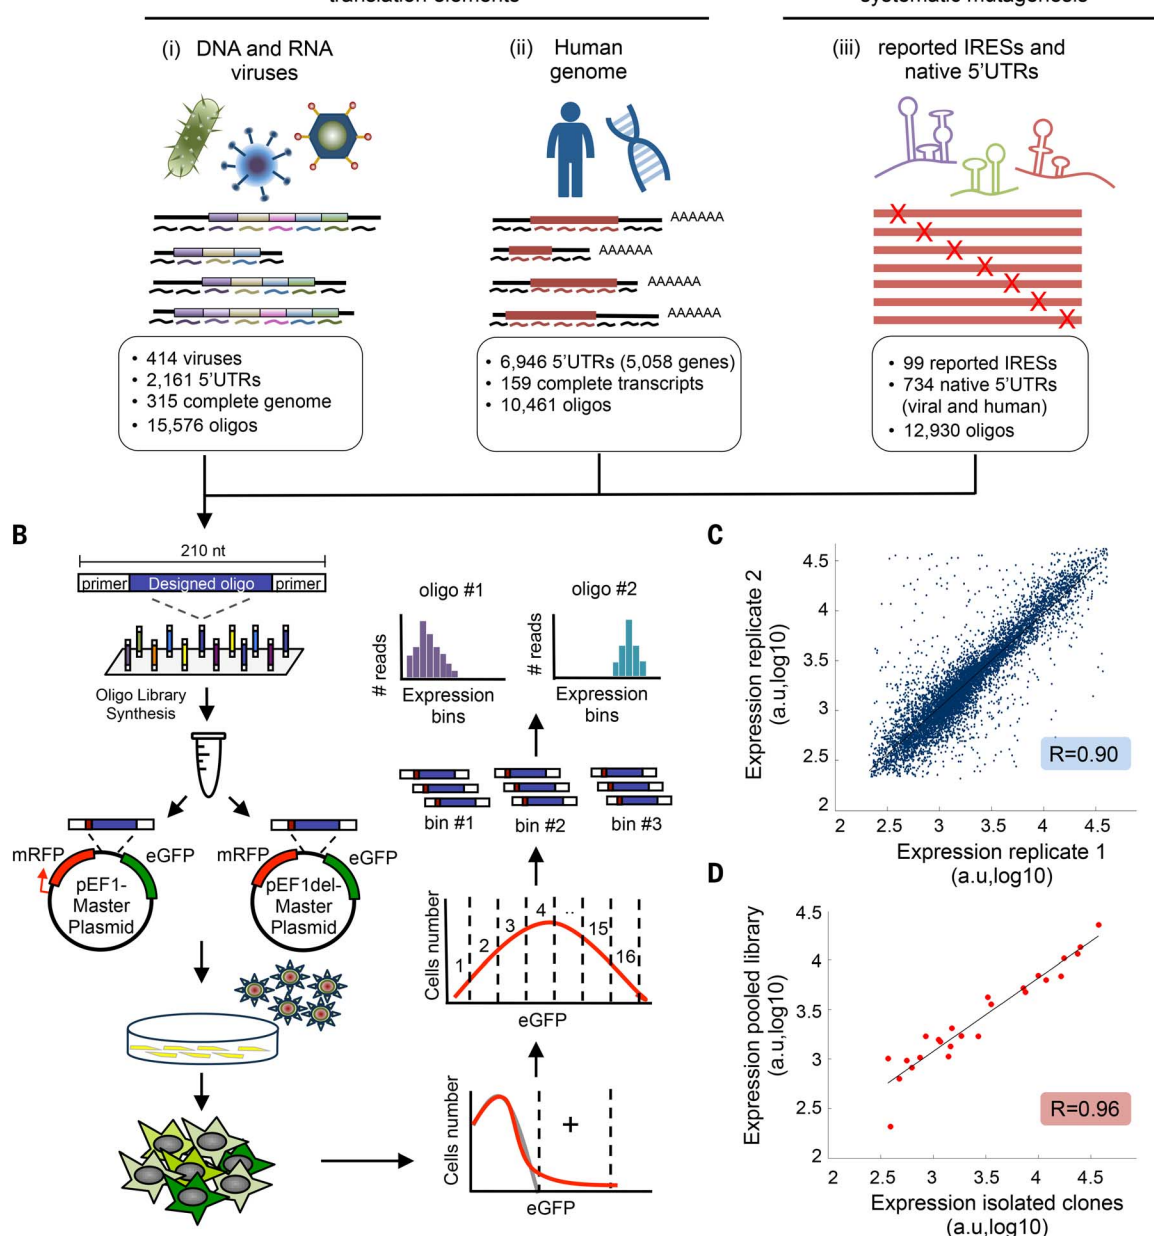 translation elements
systematic mutagenesis
(i) DNA and RNA
viruses
(ii) Human
genome
(iii) reported IRESs and
native 5'UTRs
AAAAAA
AAAAAA
AAAAAA
AAAAAA
• 414 viruses
• 2,161 5'UTRs
• 315 complete genome
• 15,576 oligos
• 6,946 5'UTRs (5,058 genes)
• 159 complete transcripts
• 10,461 oligos
• 99 reported IRESs
• 734 native 5'UTRs
(viral and human)
• 12,930 oligos
B
210 nt
primer Designed oligo primer
Oligo Library
Synthesis
mRFP eGFP
pEF1-
Master
Plasmid
mRFP eGFP
pEF1del-
Master
Plasmid
oligo #1
# reads
Expression
bins
oligo #2
# reads
Expression
bins
bin #1 bin #2 bin #3
Cells number
1 2 3 4 .. 15 16
eGFP
Cells number
+
eGFP
C
Expression replicate 2
(a.u,log10)
4.5
4
3.5
3
2.5
2
R=0.90
2 2.5 3 3.5 4 4.5
Expression replicate 1
(a.u,log10)
D
Expression pooled library
(a.u,log10)
4.5
4
3.5
3
2.5
2
R=0.96
2 2.5 3 3.5 4 4.5
Expression isolated clones
(a.u,log10)